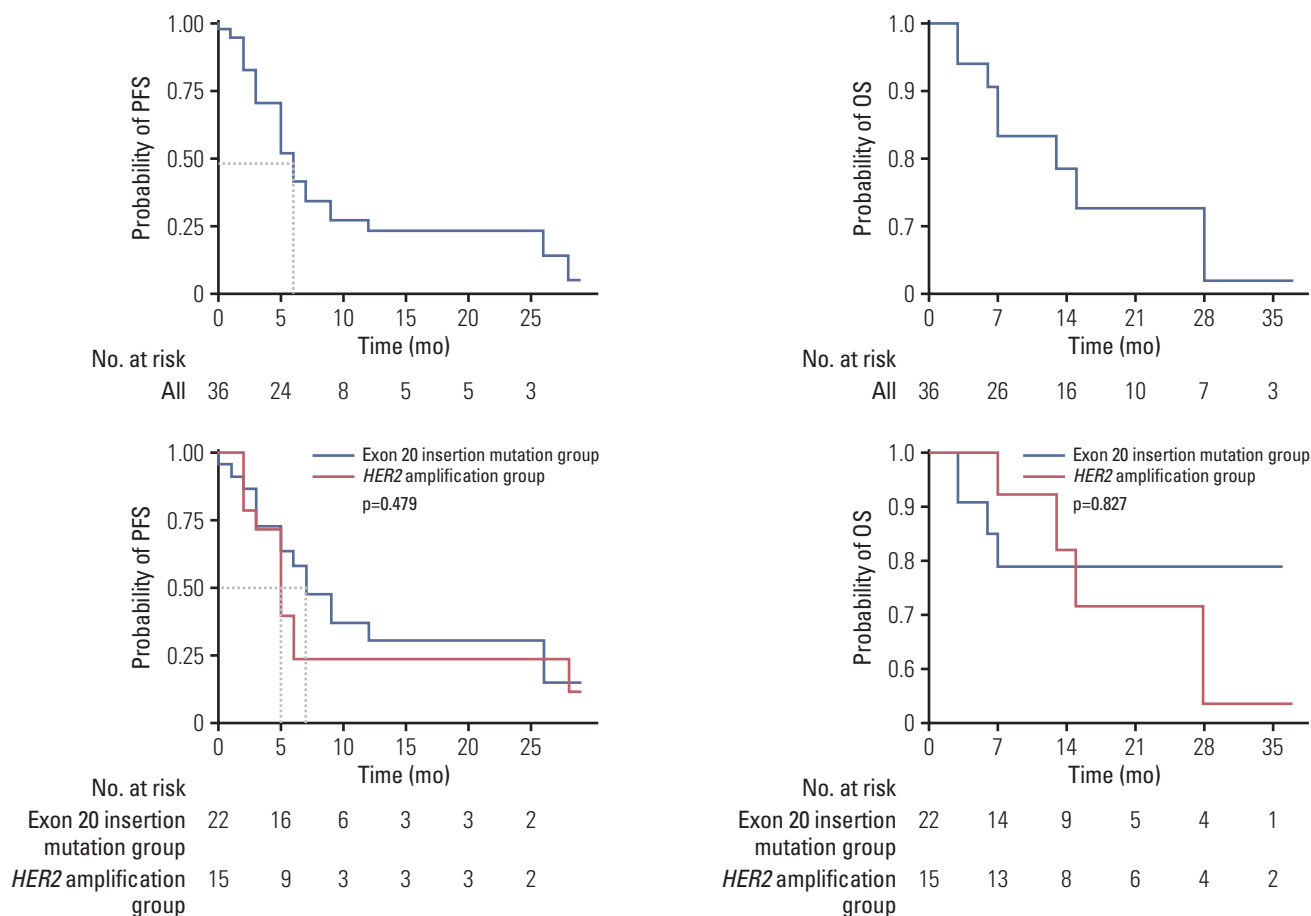 1.00
0.75
0.50
0.25
0
Probability of PFS
0 5 10 15 20 25
Time (mo)
No. at risk
All 36 24 8 5 5 3
1.0
0.9
0.8
0.7
0
Probability of OS
0 7 14 21 28 35
Time (mo)
No. at risk
All 36 26 16 10 7 3
1.00
0.75
0.50
0.25
0
Probability of PFS
Exon 20 insertion mutation group
HER2 amplification group
p=0.479
0 5 10 15 20 25
Time (mo)
No. at risk
Exon 20 insertion 22 16 6 3 3 2
mutation group
HER2 amplification 15 9 3 3 3 2
group
1.0
0.9
0.8
0.7
0.6
0
Probability of OS
Exon 20 insertion mutation group
HER2 amplification group
p=0.827
0 7 14 21 28 35
Time (mo)
No. at risk
Exon 20 insertion 22 14 9 5 4 1
mutation group
HER2 amplification 15 13 8 6 4 2
group